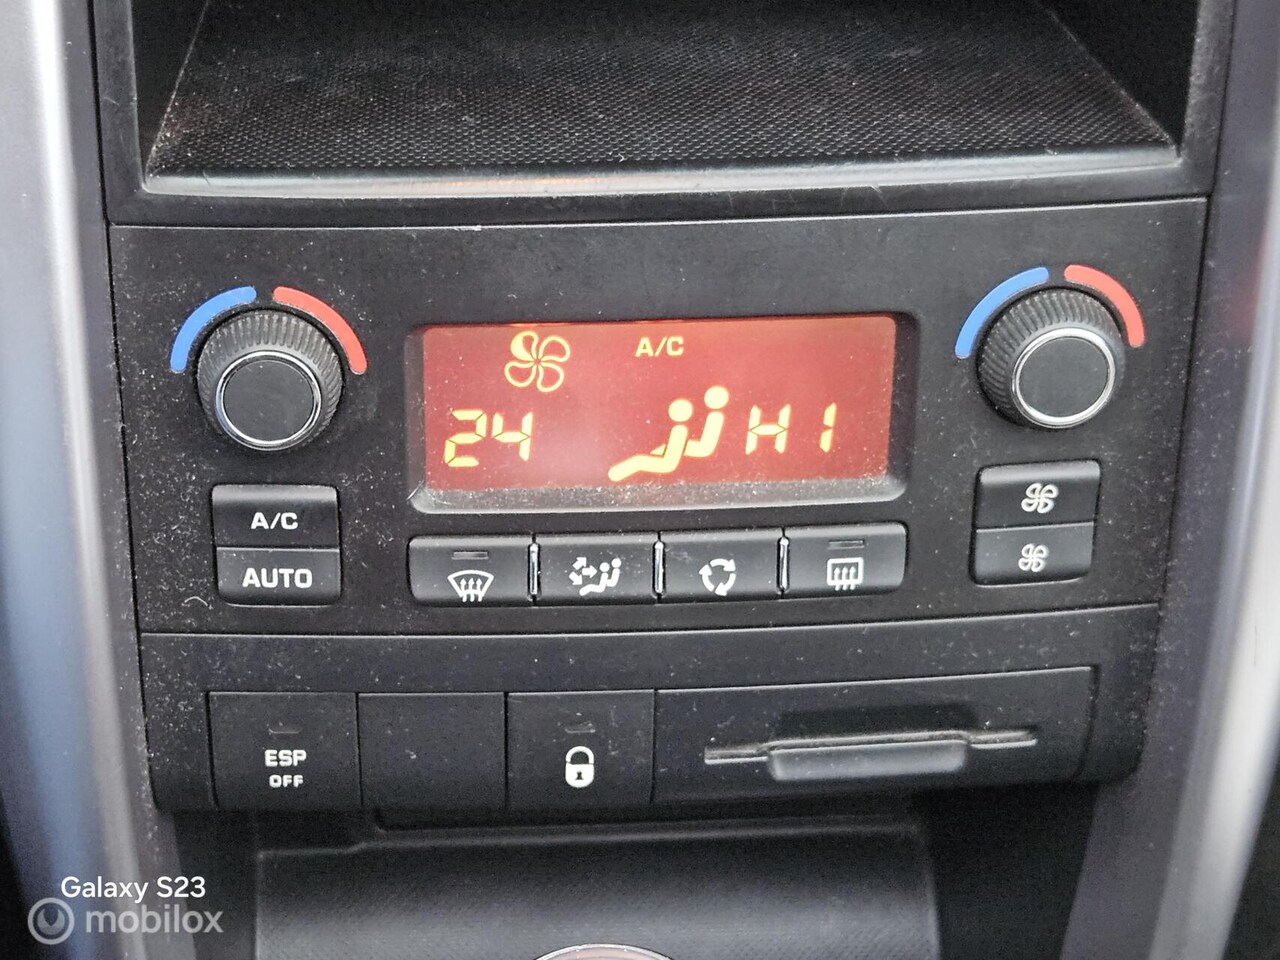 A/C
24 HI
A/C
AUTO
ESP
OFF
Galaxy S23
mobilox